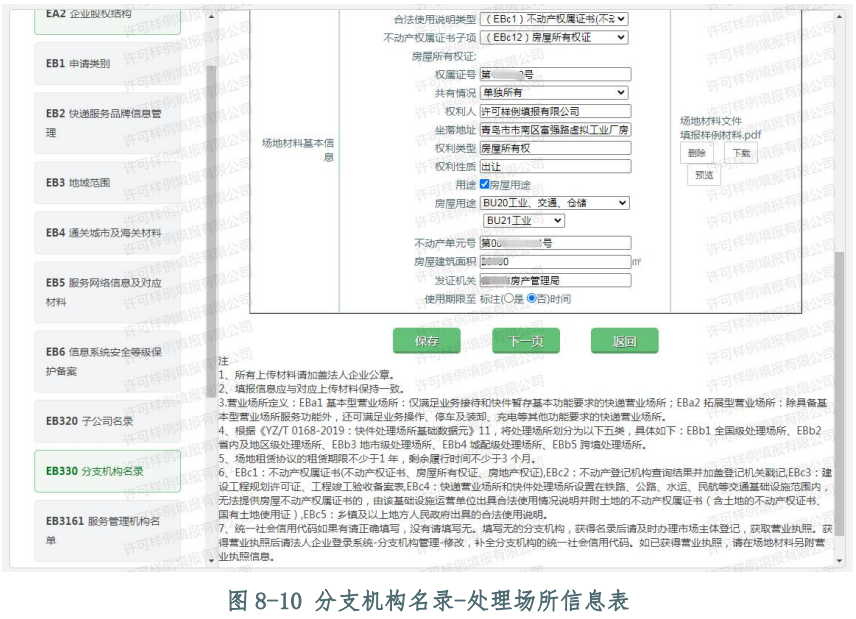 EA2 企业股权结构
EB1 申请类别
EB2 快递服务品牌信息管
理
EB3 地域范围
EB4 通关城市及海关材料
EB5 服务网络信息及对应
材料
EB6 信息系统安全等级保
护备案
EB320 子公司名录
EB330 分支机构名录
EB3161 服务管理机构名
单
场地材料基本信
息
合法使用说明类型 （EBc1）不动产权属证书(不动
不动产权属证书子项 （EBc12）房屋所有权证
房屋所有权证:
权属证号 第 号
共有情况 单独所有
权利人 许可样例填报有限公司
坐落地址 青岛市市南区富强路虚拟工业厂房
权利类型 房屋所有权
权利性质 出让
用途 房屋用途
房屋用途 BU20工业、交通、仓储
BU21工业
不动产单元号 第00 号
房屋建筑面积 ㎡
发证机关 房产管理局
使用期限至 标注(○是 ◉否)时间
场地材料文件
填报样例材料.pdf
删除 下载
预览
保存 下一页 返回
注
1、所有上传材料请加盖法人企业公章。
2、填报信息应与对应上传材料保持一致。
3.营业场所定义：EBa1 基本型营业场所：仅满足业务接待和快件暂存基本功能要求的快递营业场所；EBa2 拓展型营业场所：除具备基
本型营业场所服务功能外，还可满足业务操作、停车及装卸、充电等其他功能要求的快递营业场所。
4、根据《YZ/T 0168-2019：快件处理场所基础数据元》11，将处理场所划分为以下五类，具体如下：EBb1 全国级处理场所、EBb2
省内及地区级处理场所、EBb3 地市级处理场所、EBb4 城配级处理场所、EBb5 跨境处理场所。
5、场地租赁协议的租赁期限不少于1 年，剩余履行时间不少于3 个月。
6、EBc1：不动产权属证书(不动产权证书、房屋所有权证、房地产权证),EBc2：不动产登记机构查询结果并加盖登记机关戳记,EBc3：建
设工程规划许可证、工程竣工验收备案表,EBc4：快递营业场所和快件处理场所设置在铁路、公路、水运、民航等交通基础设施范围内，
无法提供房屋不动产权属证书的，由该基础设施运营单位出具合法使用情况说明并附土地的不动产权属证书（含土地的不动产权证书、
国有土地使用证）,EBc5：乡镇及以上地方人民政府出具的合法使用说明。
7、统一社会信用代码如果有请正确填写，没有请填写无。填写无的分支机构，获得名录后请及时办理市场主体登记，获取营业执照。获
得营业执照后请法人企业登录系统-分支机构管理-修改，补全分支机构的统一社会信用代码。如已获得营业执照，请在场地材料另附营
业执照信息。
图 8-10 分支机构名录-处理场所信息表